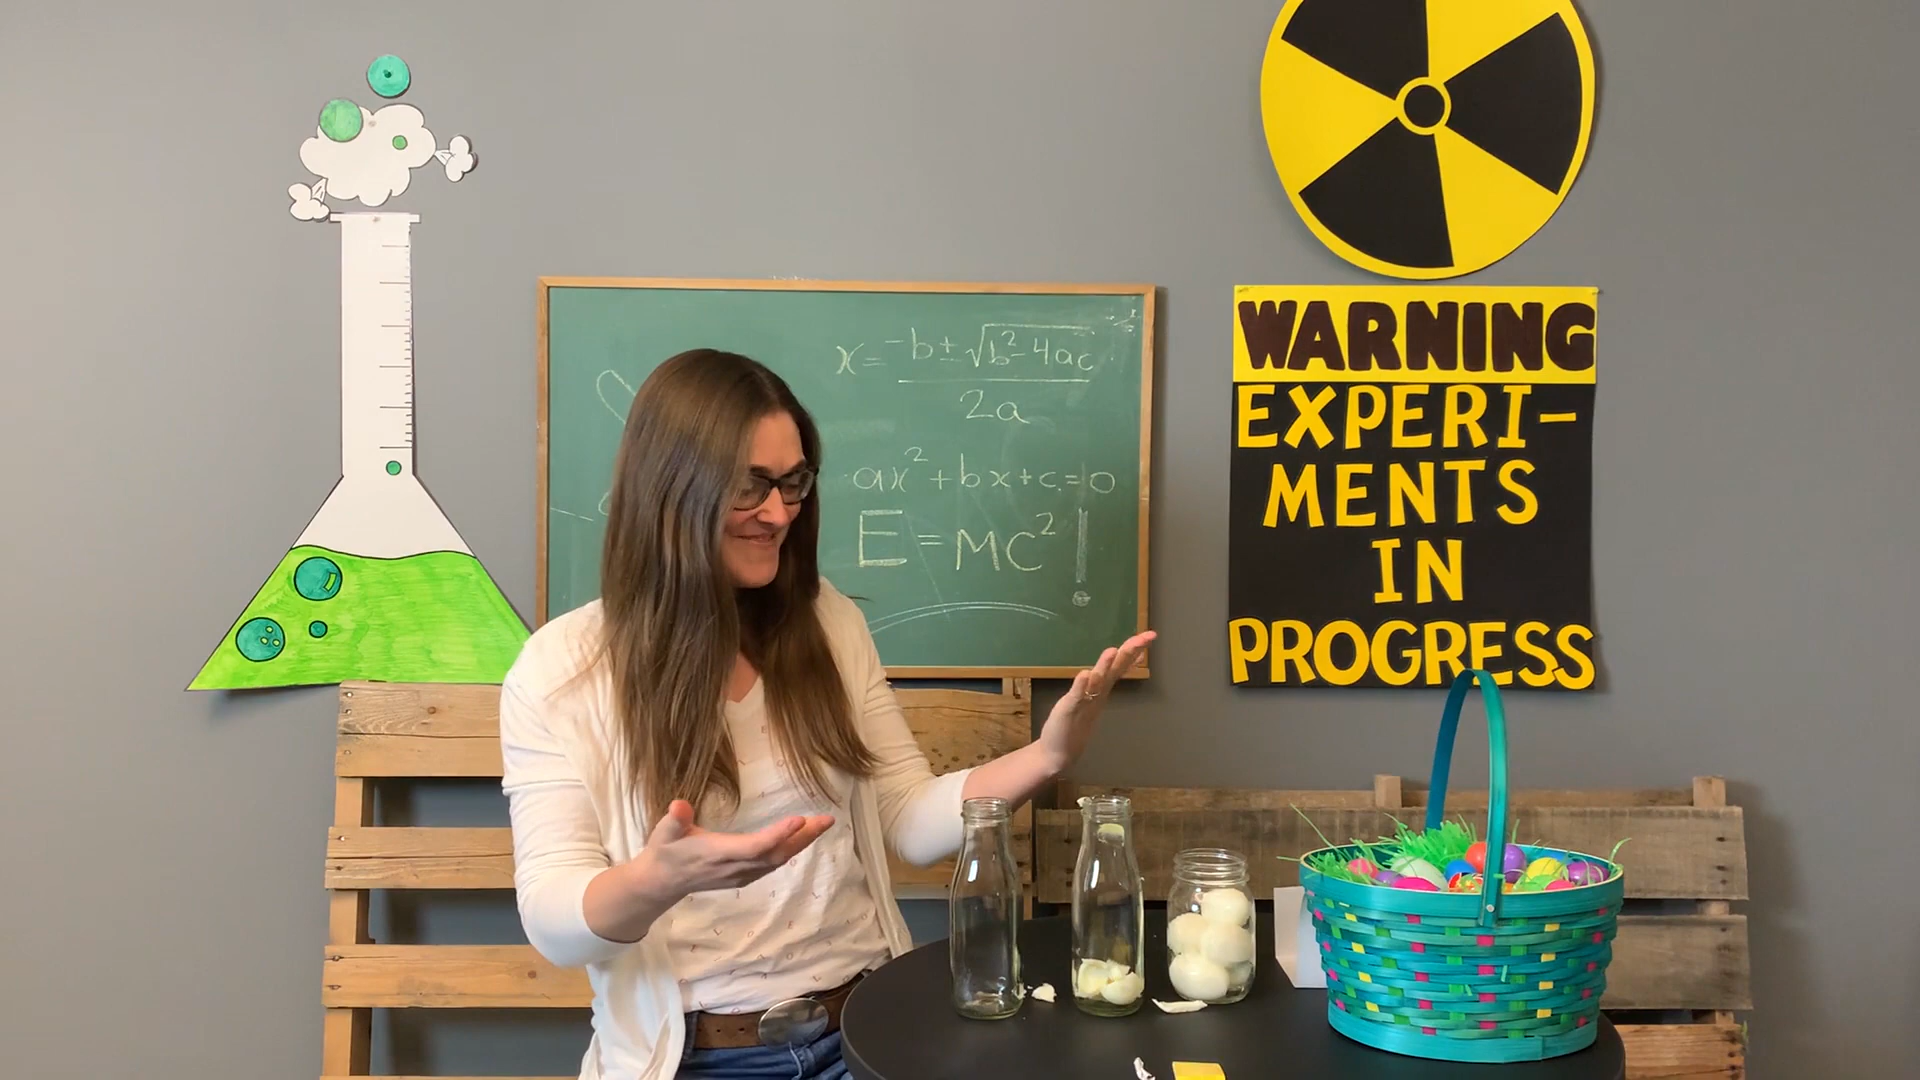 x = -b ± √b² - 4ac
2a
ax² + bx + c = 0
E = MC² !
WARNING
EXPERI-
MENTS
IN
PROGRESS